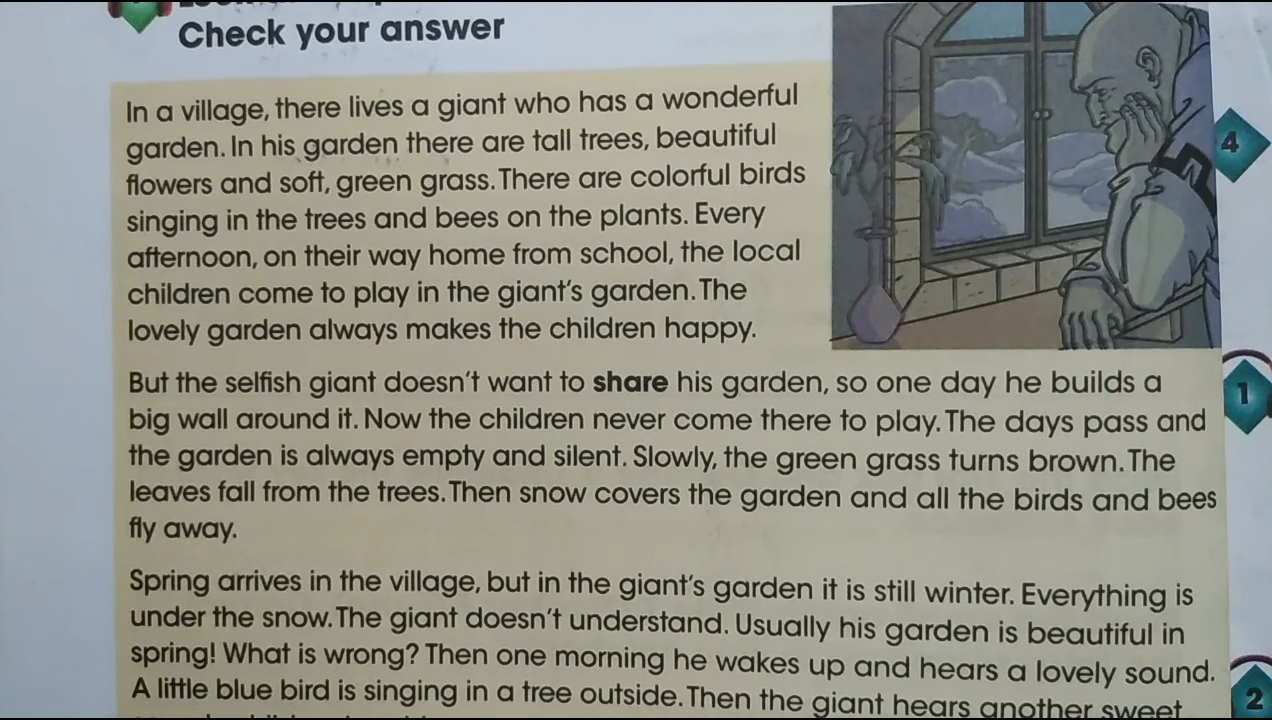 Check your answer
In a village, there lives a giant who has a wonderful
garden. In his garden there are tall trees, beautiful
flowers and soft, green grass. There are colorful birds
singing in the trees and bees on the plants. Every
afternoon, on their way home from school, the local
children come to play in the giant's garden. The
lovely garden always makes the children happy.
But the selfish giant doesn't want to share his garden, so one day he builds a
big wall around it. Now the children never come there to play. The days pass and
the garden is always empty and silent. Slowly, the green grass turns brown. The
leaves fall from the trees. Then snow covers the garden and all the birds and bees
fly away.
Spring arrives in the village, but in the giant's garden it is still winter. Everything is
under the snow. The giant doesn't understand. Usually his garden is beautiful in
spring! What is wrong? Then one morning he wakes up and hears a lovely sound.
A little blue bird is singing in a tree outside. Then the giant hears another sweet
4
1
2